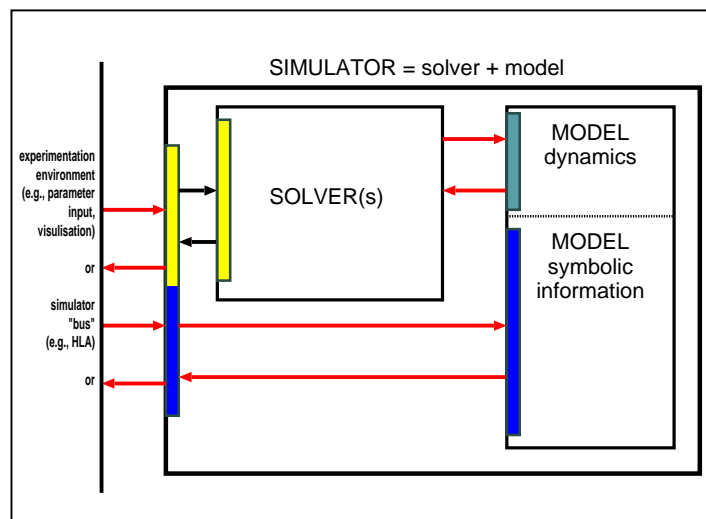 SIMULATOR = solver + model
experimentation
environment
(e.g., parameter
input,
visulisation)
or
simulator
"bus"
(e.g., HLA)
or
SOLVER(s)
MODEL
dynamics
MODEL
symbolic
information